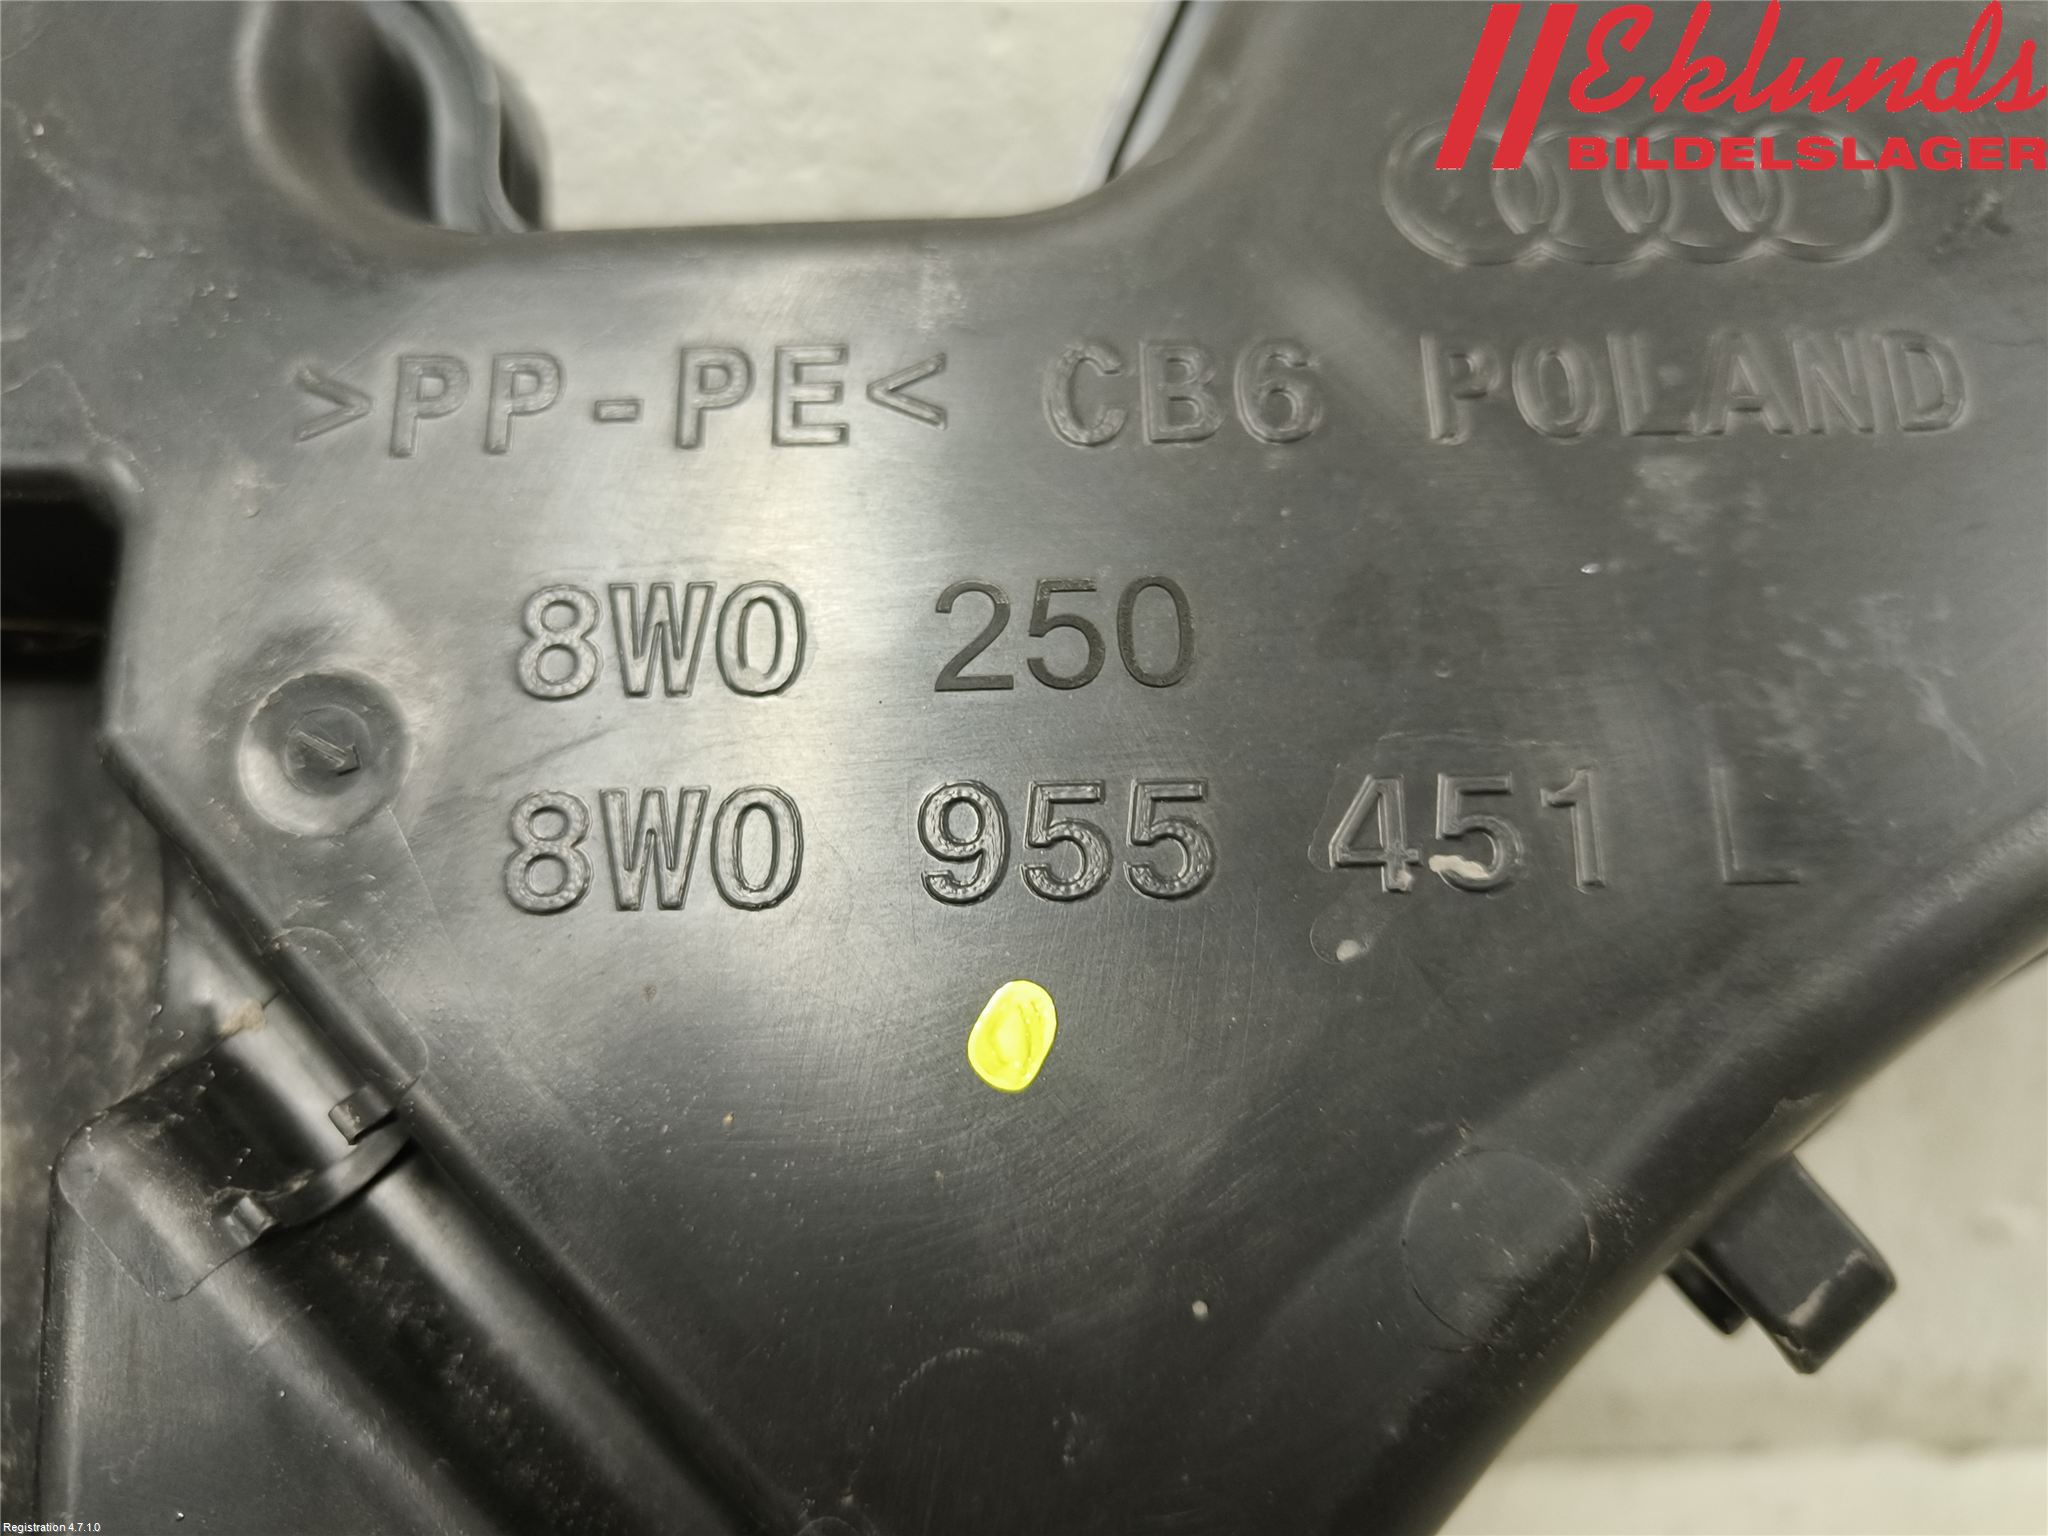 Eklunds
BILDELSLAGER
>PP-PE< CB6 POLAND
8W0 250
8W0 955 451 L
Registration 4.7.1.0